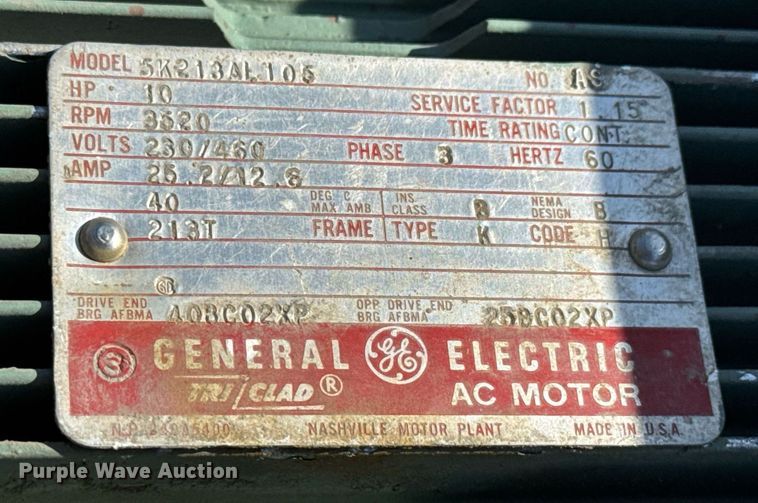 MODEL 5K213AL105 NO AS
HP 10 SERVICE FACTOR 1.15
RPM 3520 TIME RATING CONT.
VOLTS 230/460 PHASE 3 HERTZ 60
AMP 25.2/12.6
40 DEG C MAX. AMB INS CLASS B NEMA DESIGN B
213T FRAME TYPE K CODE H
DRIVE END BRG AFBMA 40BC02XP OPP DRIVE END BRG AFBMA 25BC02XP
GENERAL GE ELECTRIC
TRI/CLAD ® AC MOTOR
N.P. NASHVILLE MOTOR PLANT MADE IN U.S.A.
Purple Wave Auction